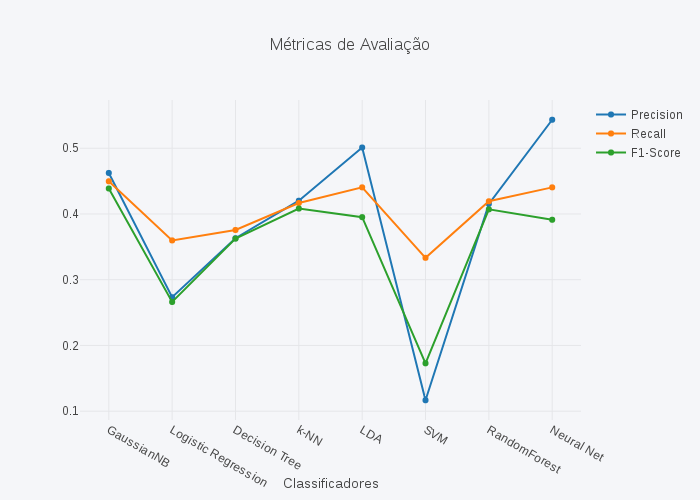 Métricas de Avaliação
Precision
Recall
F1-Score
0.5
0.4
0.3
0.2
0.1
GaussianNB
Logistic Regression
Decision Tree
k-NN
LDA
SVM
RandomForest
Neural Net
Classificadores